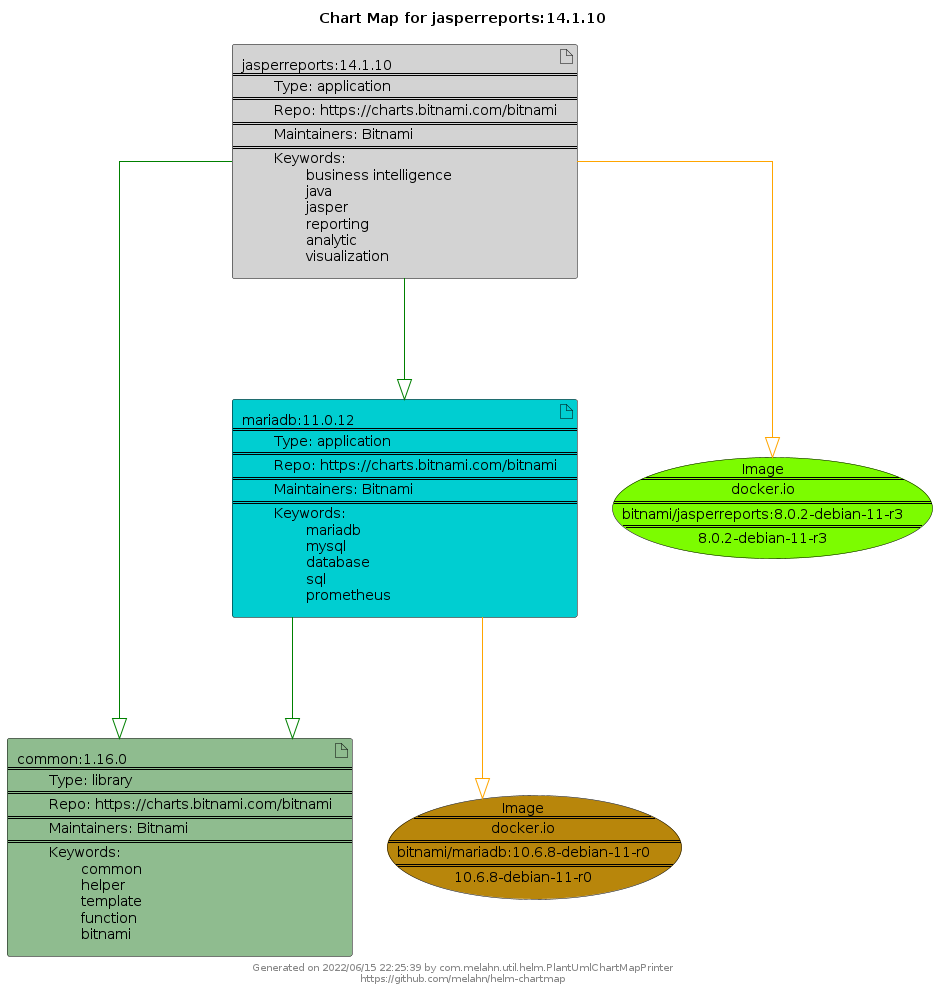 Chart Map for jasperreports:14.1.10
jasperreports:14.1.10
Type: application
Repo: https://charts.bitnami.com/bitnami
Maintainers: Bitnami
Keywords:
business intelligence
java
jasper
reporting
analytic
visualization
mariadb:11.0.12
Type: application
Repo: https://charts.bitnami.com/bitnami
Maintainers: Bitnami
Keywords:
mariadb
mysql
database
sql
prometheus
Image
docker.io
bitnami/jasperreports:8.0.2-debian-11-r3
8.0.2-debian-11-r3
common:1.16.0
Type: library
Repo: https://charts.bitnami.com/bitnami
Maintainers: Bitnami
Keywords:
common
helper
template
function
bitnami
Image
docker.io
bitnami/mariadb:10.6.8-debian-11-r0
10.6.8-debian-11-r0
Generated on 2022/06/15 22:25:39 by com.melahn.util.helm.PlantUmlChartMapPrinter
https://github.com/melahn/helm-chartmap